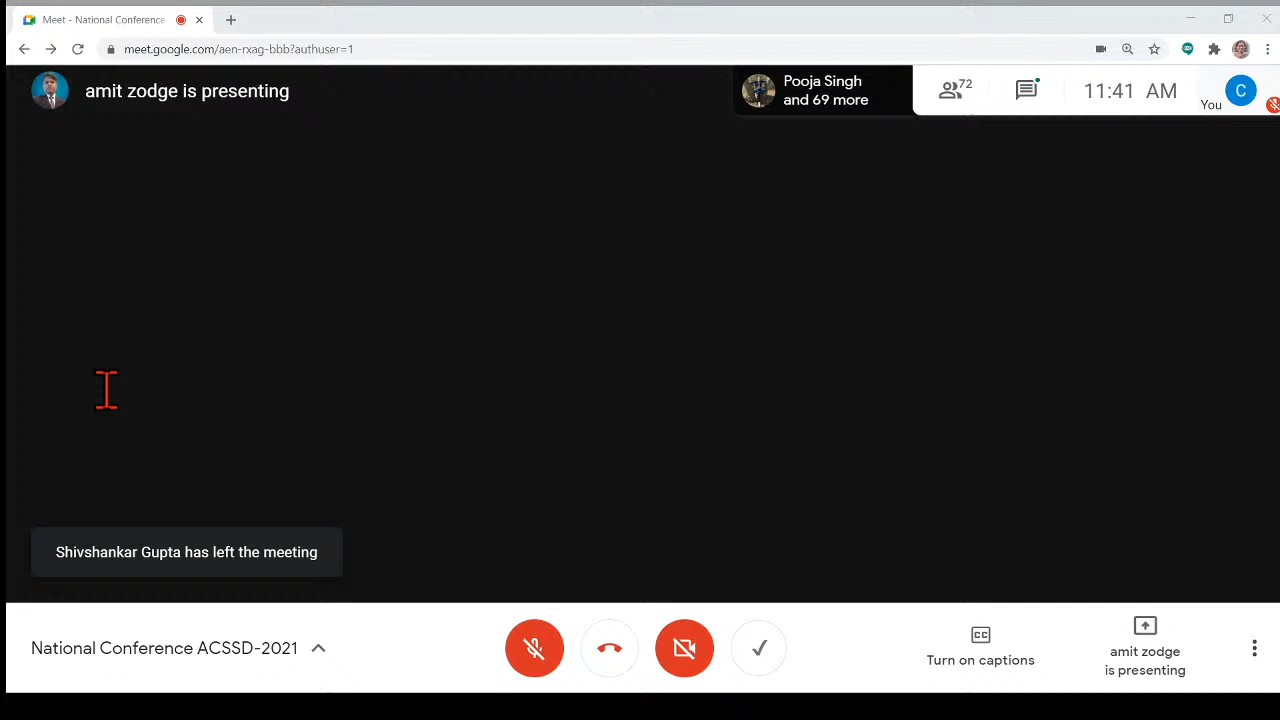 Meet - National Conference
meet.google.com/aen-rxag-bbb?authuser=1
amit zodge is presenting
Pooja Singh
and 69 more
72
11:41 AM
You
C
Shivshankar Gupta has left the meeting
National Conference ACSSD-2021
CC
Turn on captions
amit zodge
is presenting